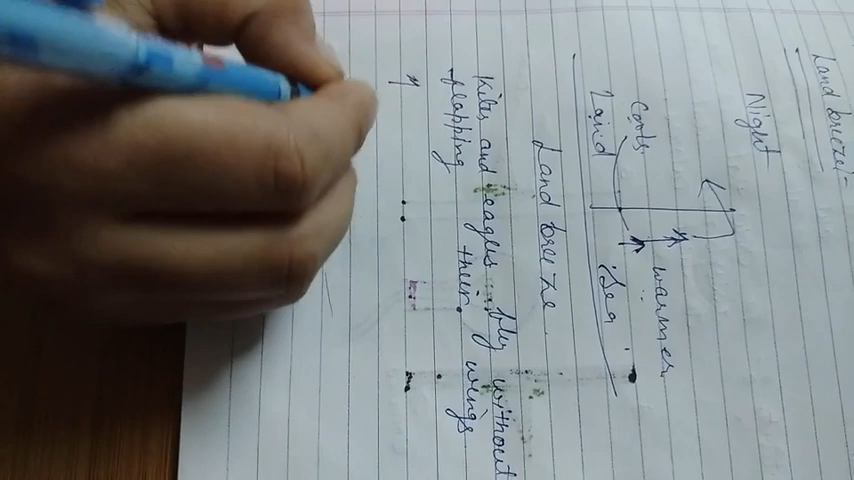 Land breeze:-
Night
cools warmer
Land Sea
Land breeze
Kites and eagles fly without
flapping their wings